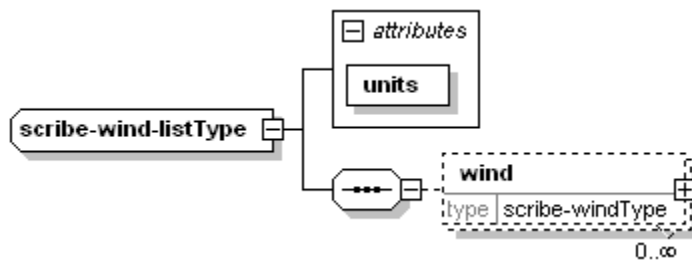 attributes
units
scribe-wind-listType
wind
type scribe-windType
0..∞